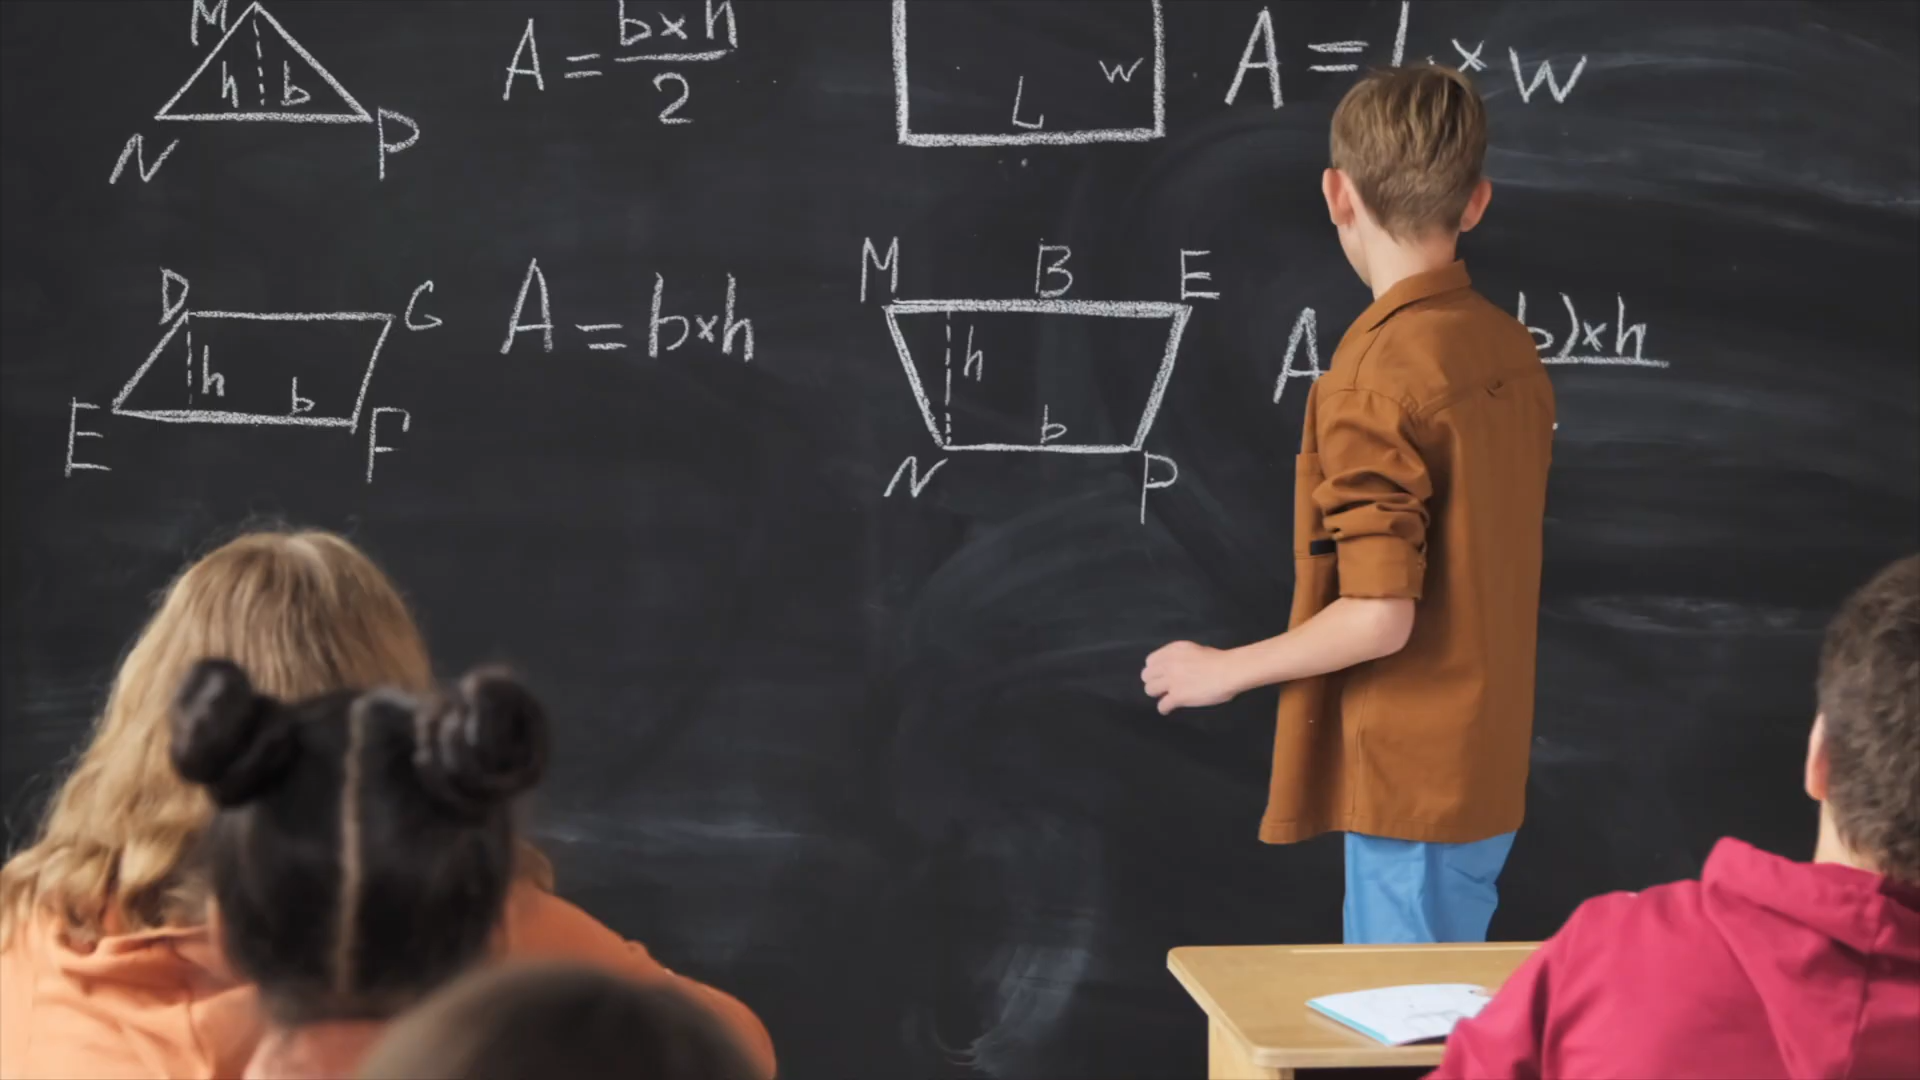 M
h b
N P
A = b×h
2
L w
A = L × w
D G
h b
E F
A = b×h
M B E
h
b
N P
A b)×h